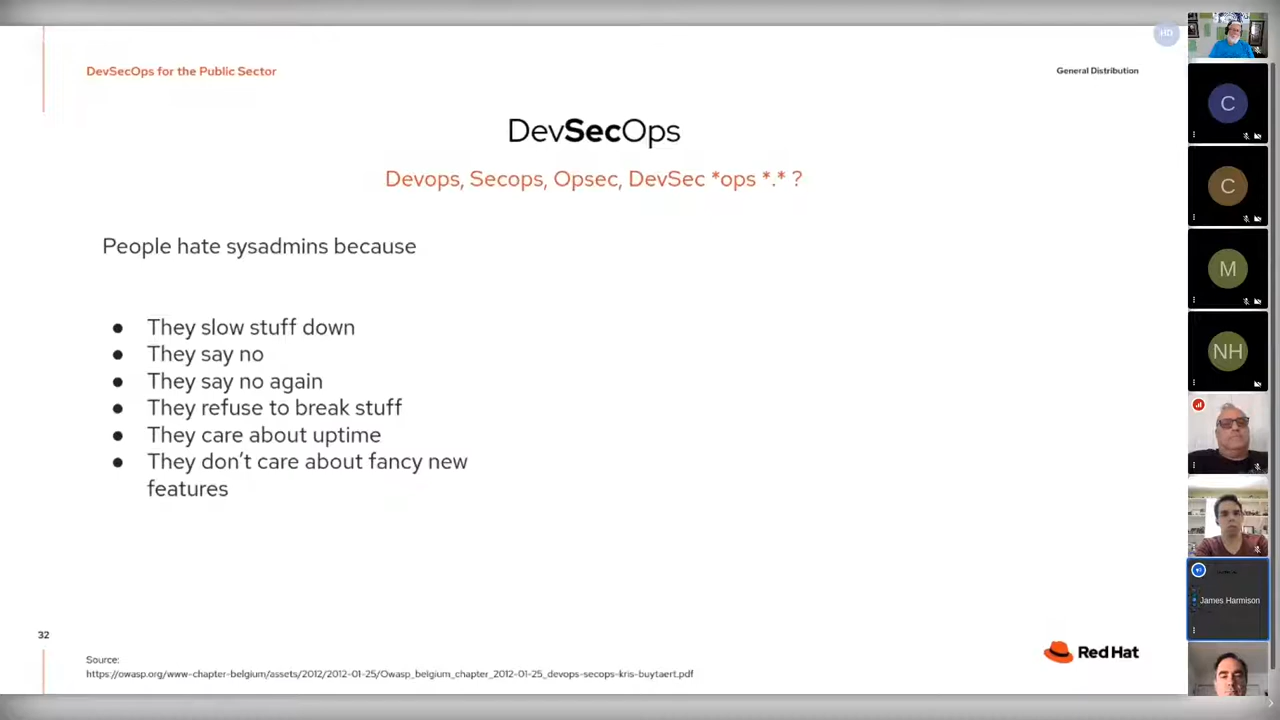 DevSecOps for the Public Sector
General Distribution
HD
DevSecOps
Devops, Secops, Opsec, DevSec *ops *.* ?
People hate sysadmins because
● They slow stuff down
● They say no
● They say no again
● They refuse to break stuff
● They care about uptime
● They don’t care about fancy new
features
32
Source:
https://owasp.org/www-chapter-belgium/assets/2012/2012-01-25/Owasp_belgium_chapter_2012-01-25_devops-secops-kris-buytaert.pdf
Red Hat
C
C
M
NH
James Harmison